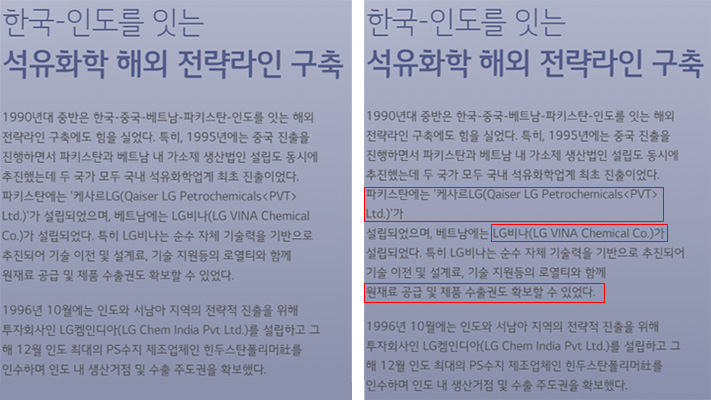 한국-인도를 잇는
석유화학 해외 전략라인 구축
1990년대 중반은 한국-중국-베트남-파키스탄-인도를 잇는 해외
전략라인 구축에도 힘을 실었다. 특히, 1995년에는 중국 진출을
진행하면서 파키스탄과 베트남 내 가소제 생산법인 설립도 동시에
추진했는데 두 국가 모두 국내 석유화학업계 최초 진출이었다.
파키스탄에는 '케사르LG(Qaiser LG Petrochemicals<PVT>
Ltd.)'가 설립되었으며, 베트남에는 LG비나(LG VINA Chemical
Co.)가 설립되었다. 특히 LG비나는 순수 자체 기술력을 기반으로
추진되어 기술 이전 및 설계료, 기술 지원등의 로열티와 함께
원재료 공급 및 제품 수출권도 확보할 수 있었다.
1996년 10월에는 인도와 서남아 지역의 전략적 진출을 위해
투자회사인 LG켐인디아(LG Chem India Pvt Ltd.)를 설립하고 그
해 12월 인도 최대의 PS수지 제조업체인 힌두스탄폴리머社를
인수하며 인도 내 생산거점 및 수출 주도권을 확보했다.
한국-인도를 잇는
석유화학 해외 전략라인 구축
1990년대 중반은 한국-중국-베트남-파키스탄-인도를 잇는 해외
전략라인 구축에도 힘을 실었다. 특히, 1995년에는 중국 진출을
진행하면서 파키스탄과 베트남 내 가소제 생산법인 설립도 동시에
추진했는데 두 국가 모두 국내 석유화학업계 최초 진출이었다.
파키스탄에는 '케사르LG(Qaiser LG Petrochemicals<PVT>
Ltd.)'가
설립되었으며, 베트남에는 LG비나(LG VINA Chemical Co.)가
설립되었다. 특히 LG비나는 순수 자체 기술력을 기반으로 추진되어
기술 이전 및 설계료, 기술 지원등의 로열티와 함께
원재료 공급 및 제품 수출권도 확보할 수 있었다.
1996년 10월에는 인도와 서남아 지역의 전략적 진출을 위해
투자회사인 LG켐인디아(LG Chem India Pvt Ltd.)를 설립하고 그
해 12월 인도 최대의 PS수지 제조업체인 힌두스탄폴리머社를
인수하며 인도 내 생산거점 및 수출 주도권을 확보했다.